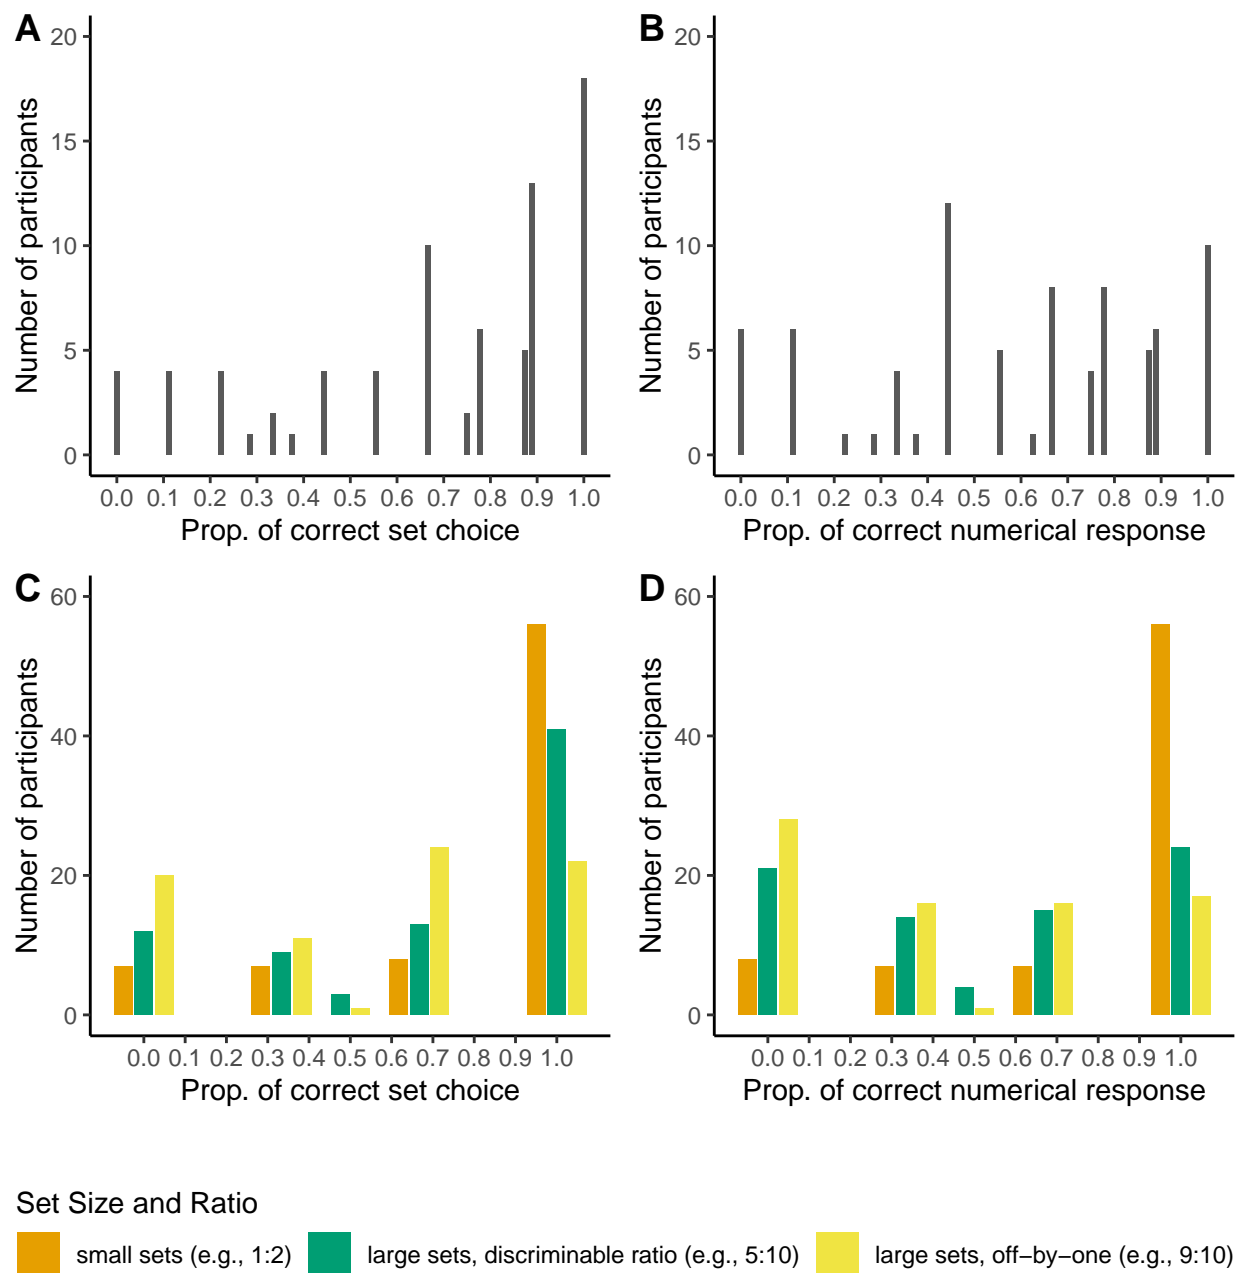 A
20
15
10
5
0
Number of participants
0.0 0.1 0.2 0.3 0.4 0.5 0.6 0.7 0.8 0.9 1.0
Prop. of correct set choice
B
20
15
10
5
0
Number of participants
0.0 0.1 0.2 0.3 0.4 0.5 0.6 0.7 0.8 0.9 1.0
Prop. of correct numerical response
C
60
40
20
0
Number of participants
0.0 0.1 0.2 0.3 0.4 0.5 0.6 0.7 0.8 0.9 1.0
Prop. of correct set choice
D
60
40
20
0
Number of participants
0.0 0.1 0.2 0.3 0.4 0.5 0.6 0.7 0.8 0.9 1.0
Prop. of correct numerical response
Set Size and Ratio
small sets (e.g., 1:2) large sets, discriminable ratio (e.g., 5:10) large sets, off−by−one (e.g., 9:10)